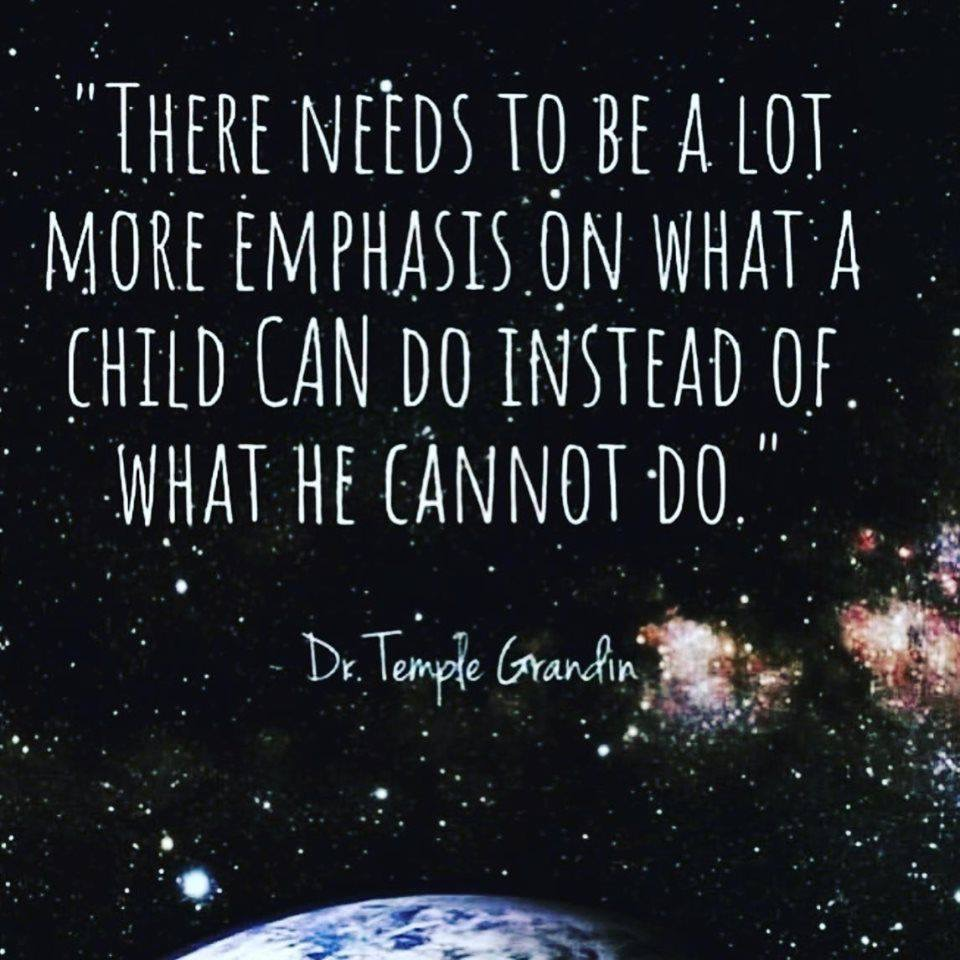 "There needs to be a lot
more emphasis on what a
child CAN do instead of
what he cannot do."
- Dr. Temple Grandin